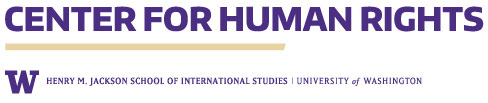 CENTER FOR HUMAN RIGHTS
W HENRY M. JACKSON SCHOOL OF INTERNATIONAL STUDIES | UNIVERSITY of WASHINGTON